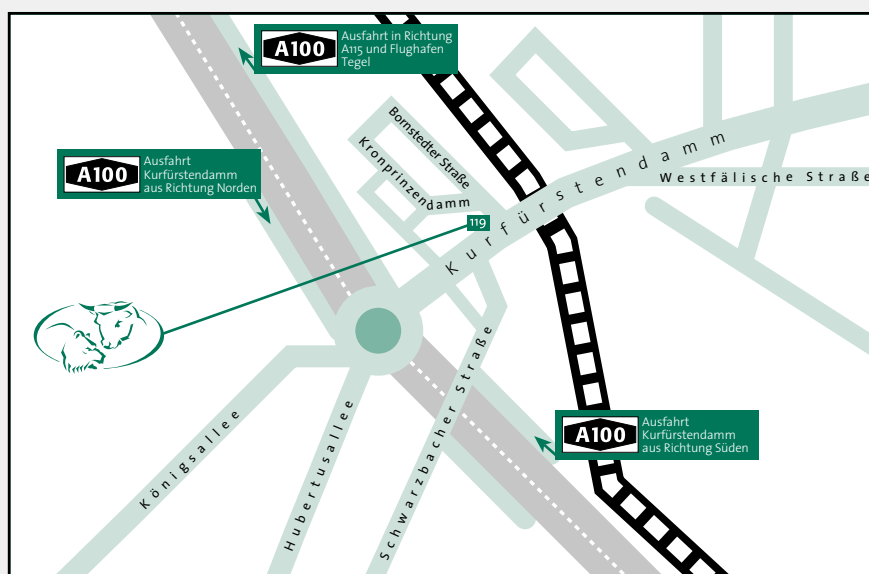 A100
Ausfahrt in Richtung
A115 und Flughafen
Tegel
A100
Ausfahrt
Kurfürstendamm
aus Richtung Norden
Bornstedter Straße
Kronprinzendamm
Kurfürstendamm
Westfälische Straße
119
Königsallee
Hubertusallee
Schwarzbacher Straße
A100
Ausfahrt
Kurfürstendamm
aus Richtung Süden